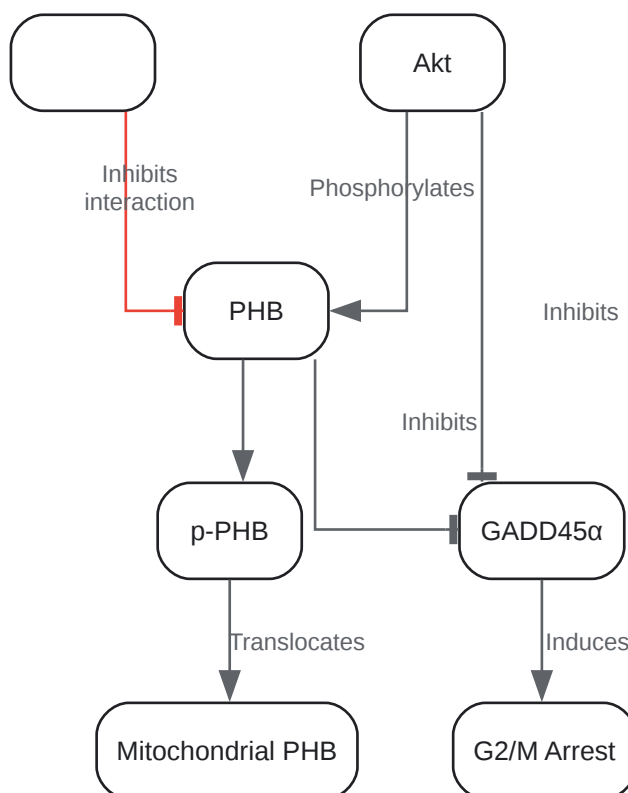 Akt
Inhibits
interaction
Phosphorylates
PHB
Inhibits
Inhibits
p-PHB
GADD45α
Translocates
Induces
Mitochondrial PHB
G2/M Arrest